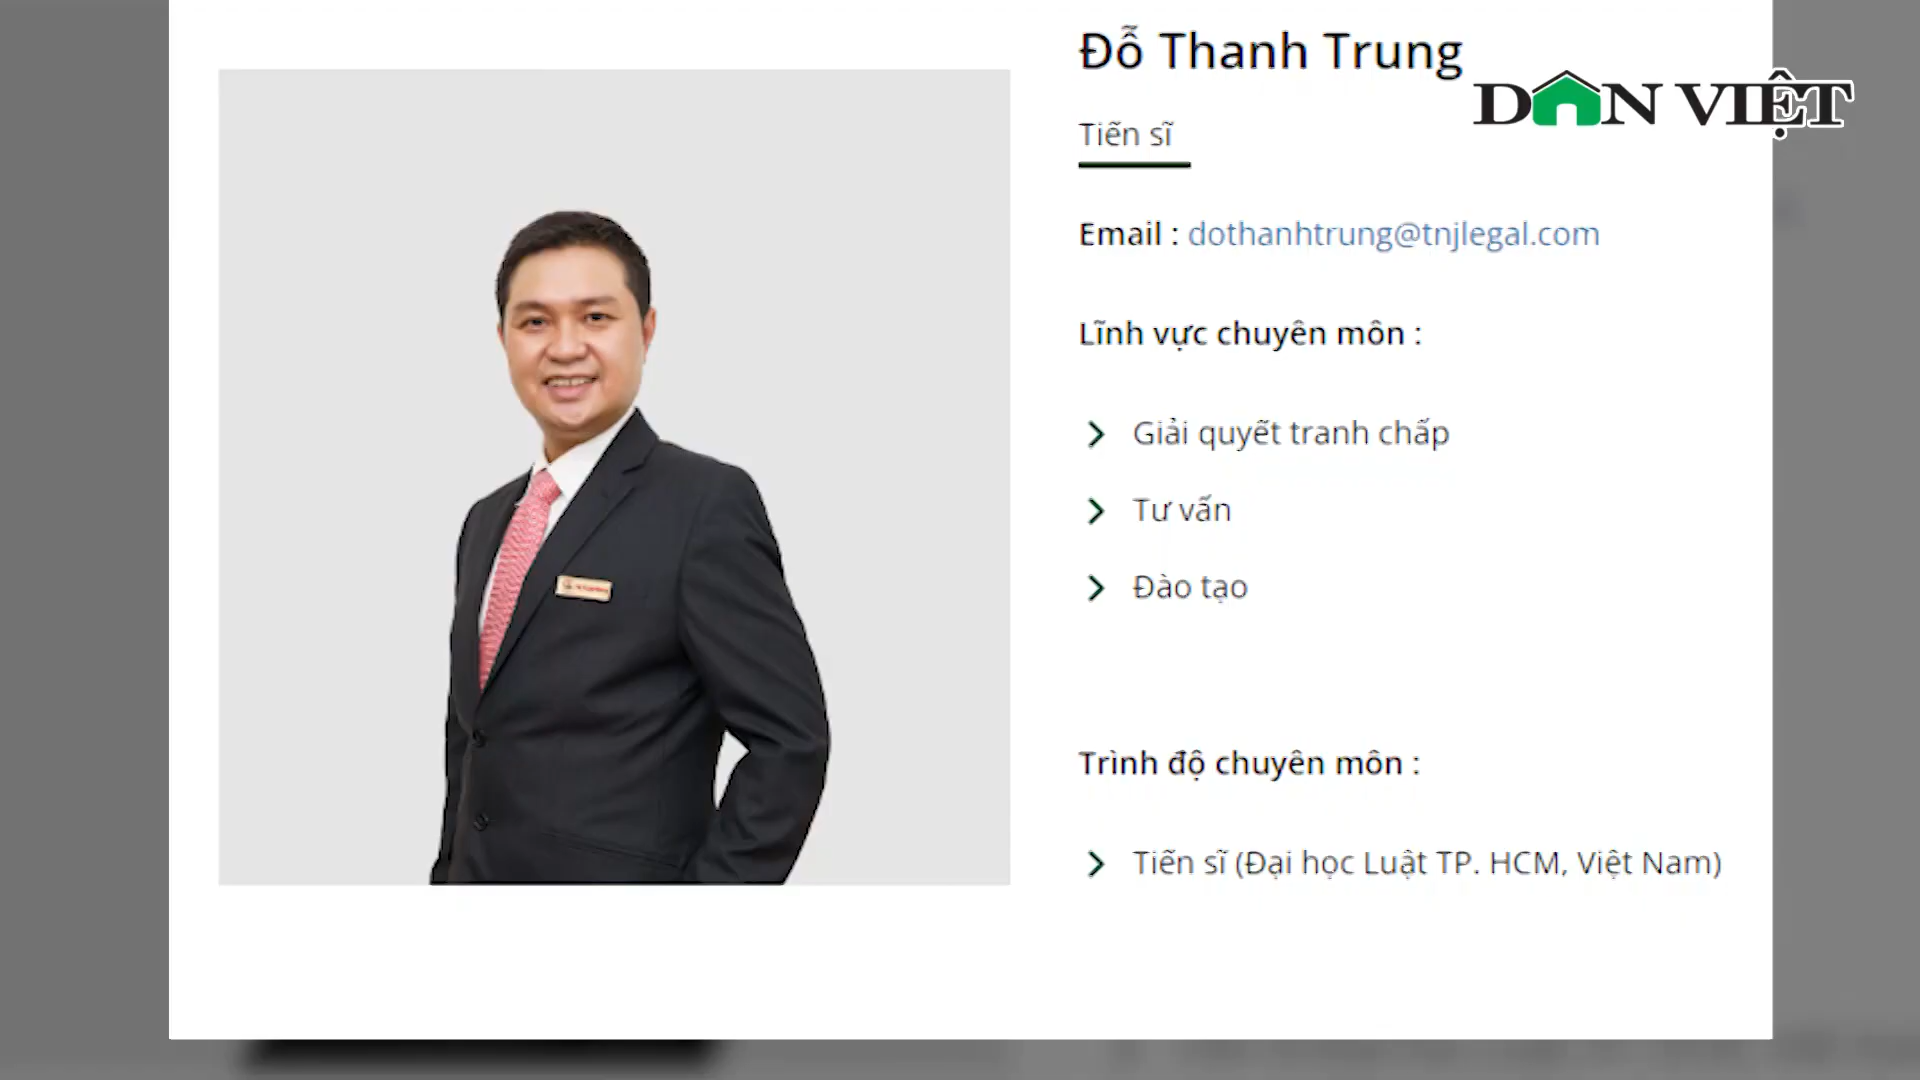 Đỗ Thanh Trung
DÂN VIỆT
Tiến sĩ
Email : dothanhtrung@tnjlegal.com
Lĩnh vực chuyên môn :
Giải quyết tranh chấp
Tư vấn
Đào tạo
Trình độ chuyên môn :
Tiến sĩ (Đại học Luật TP. HCM, Việt Nam)